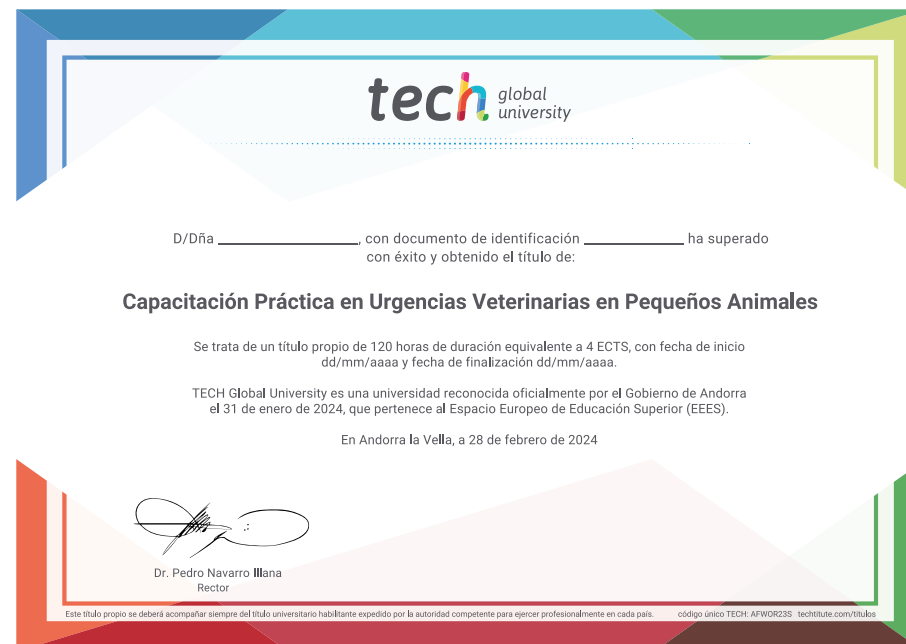 tech global
university
D/Dña ____________________, con documento de identificación ______________ ha superado
con éxito y obtenido el título de:
Capacitación Práctica en Urgencias Veterinarias en Pequeños Animales
Se trata de un título propio de 120 horas de duración equivalente a 4 ECTS, con fecha de inicio
dd/mm/aaaa y fecha de finalización dd/mm/aaaa.
TECH Global University es una universidad reconocida oficialmente por el Gobierno de Andorra
el 31 de enero de 2024, que pertenece al Espacio Europeo de Educación Superior (EEES).
En Andorra la Vella, a 28 de febrero de 2024
Dr. Pedro Navarro Illana
Rector
Este título propio se deberá acompañar siempre del título universitario habilitante expedido por la autoridad competente para ejercer profesionalmente en cada país. código único TECH: AFWOR23S techtitute.com/titulos